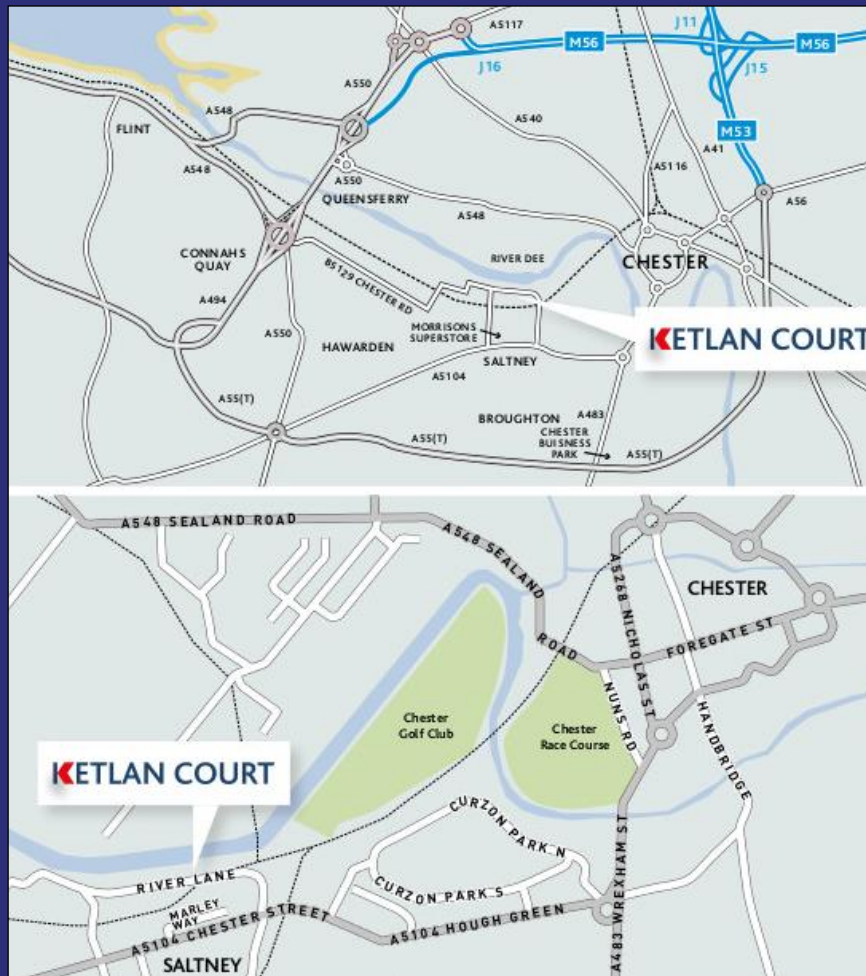 A5117
J11
M56
M56
J16
J15
A550
A548
FLINT
A540
M53
A41
A5116
A548
A550
QUEENSFERRY
A56
A548
RIVER DEE
CONNAHS
QUAY
CHESTER
B5129 CHESTER RD
A494
KETLAN COURT
MORRISONS
SUPERSTORE
A550
HAWARDEN
SALTNEY
A5104
A55(T)
BROUGHTON
A483
CHESTER
BUISNESS
PARK
A55(T)
A55(T)
A548 SEALAND ROAD
A548 SEALAND
ROAD
A5268 NICHOLAS ST
CHESTER
FOREGATE ST
NUNS RD
HANDBRIDGE
Chester
Golf Club
Chester
Race Course
KETLAN COURT
CURZON PARK N
RIVER LANE
CURZON PARK S
MARLEY
WAY
A5104 CHESTER STREET
A5104 HOUGH GREEN
A483 WREXHAM ST
SALTNEY